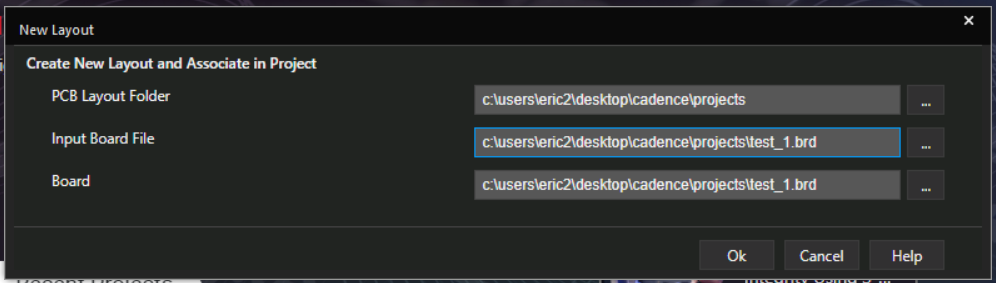 New Layout
Create New Layout and Associate in Project
PCB Layout Folder
c:\users\eric2\desktop\cadence\projects
...
Input Board File
c:\users\eric2\desktop\cadence\projects\test_1.brd
...
Board
c:\users\eric2\desktop\cadence\projects\test_1.brd
...
Ok
Cancel
Help